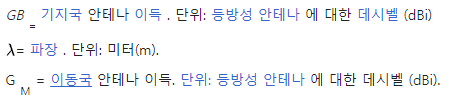 GB = 기지국 안테나 이득 . 단위: 등방성 안테나 에 대한 데시벨 (dBi)
λ= 파장 . 단위: 미터(m).
G M = 이동국 안테나 이득. 단위: 등방성 안테나 에 대한 데시벨 (dBi).